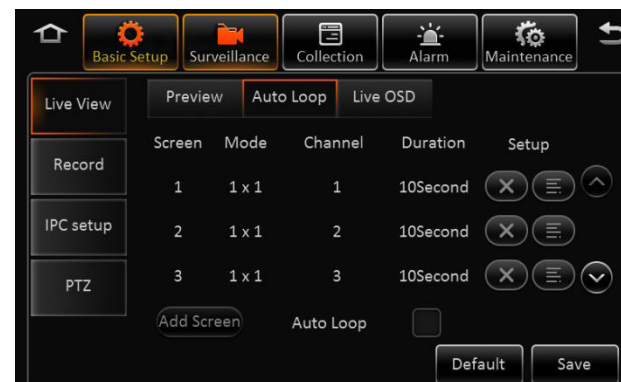 Basic Setup Surveillance Collection Alarm Maintenance
Live View
Record
IPC setup
PTZ
Preview Auto Loop Live OSD
Screen Mode Channel Duration Setup
1 1 x 1 1 10Second
2 1 x 1 2 10Second
3 1 x 1 3 10Second
Add Screen Auto Loop
Default Save